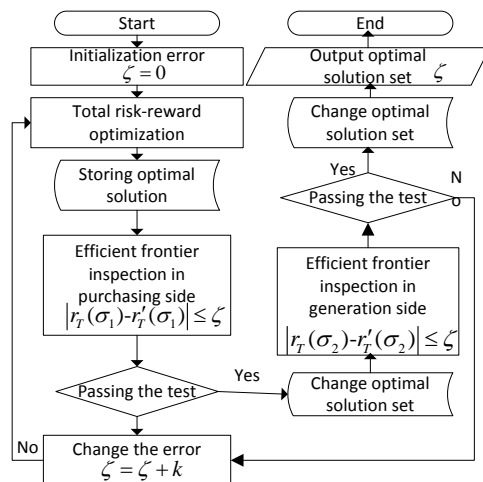 Start
Initialization error
ζ = 0
Total risk-reward
optimization
Storing optimal
solution
Efficient frontier
inspection in
purchasing side
|r_T(σ_1)-r'_T(σ_1)| ≤ ζ
Passing the test
Yes
No
Change the error
ζ = ζ + k
Change optimal
solution set
Efficient frontier
inspection in
generation side
|r_T(σ_2)-r'_T(σ_2)| ≤ ζ
Passing the test
Yes
N
o
Change optimal
solution set
Output optimal
solution set ζ
End